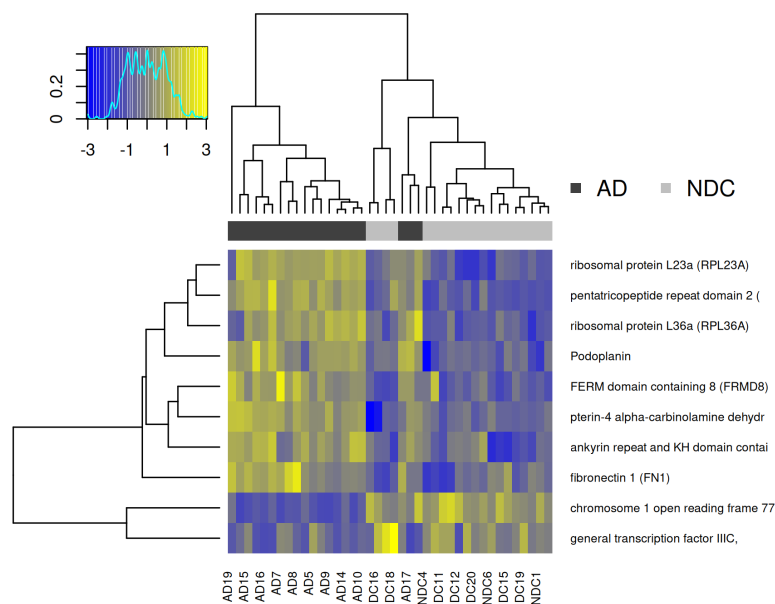 0.2
0
-3 -1 1 3
AD NDC
ribosomal protein L23a (RPL23A)
pentatricopeptide repeat domain 2 (
ribosomal protein L36a (RPL36A)
Podoplanin
FERM domain containing 8 (FRMD8)
pterin-4 alpha-carbinolamine dehydr
ankyrin repeat and KH domain contai
fibronectin 1 (FN1)
chromosome 1 open reading frame 77
general transcription factor IIIC,
AD19 AD15 AD16 AD7 AD8 AD5 AD9 AD14 AD10 DC16 DC18 AD17 NDC4 DC11 DC12 DC20 NDC6 DC15 DC19 NDC1